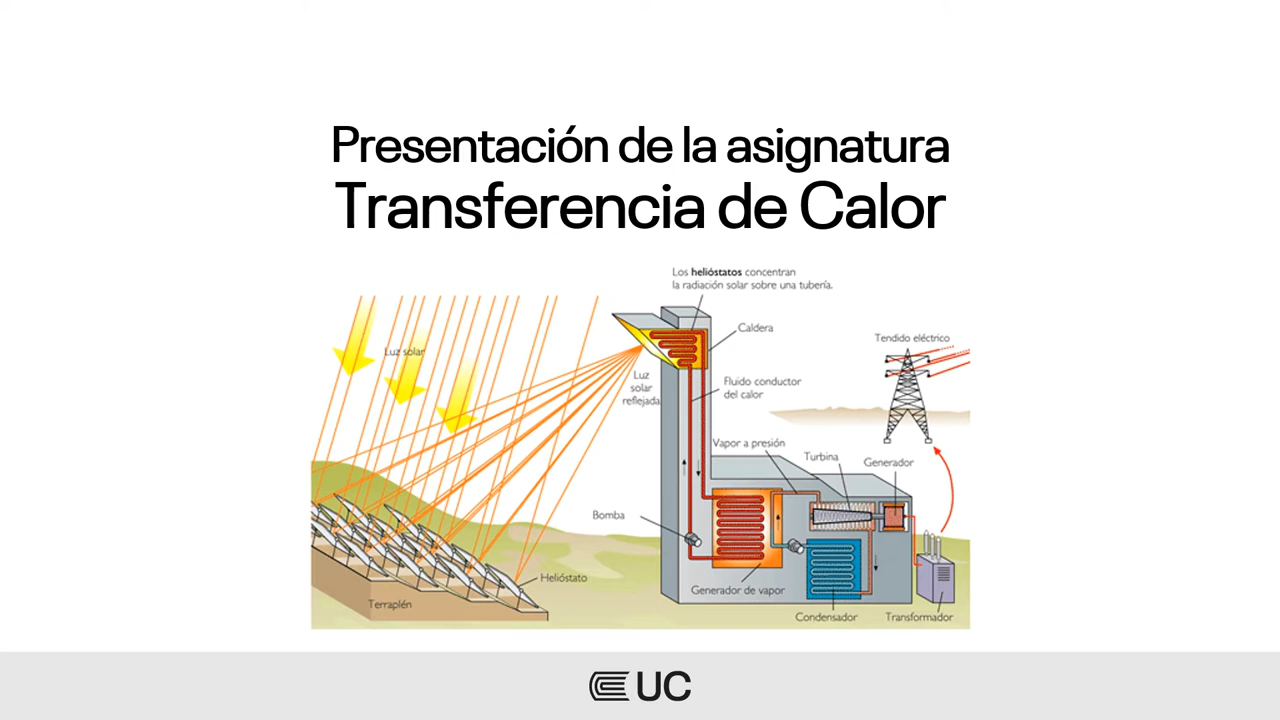 Presentación de la asignatura
Transferencia de Calor
Los helióstatos concentran
la radiación solar sobre una tubería.
Caldera
Tendido eléctrico
Luz solar
Luz
solar
reflejada
Fluido conductor
del calor
Vapor a presión
Turbina
Generador
Bomba
Helióstato
Generador de vapor
Terraplén
Condensador
Transformador
UC